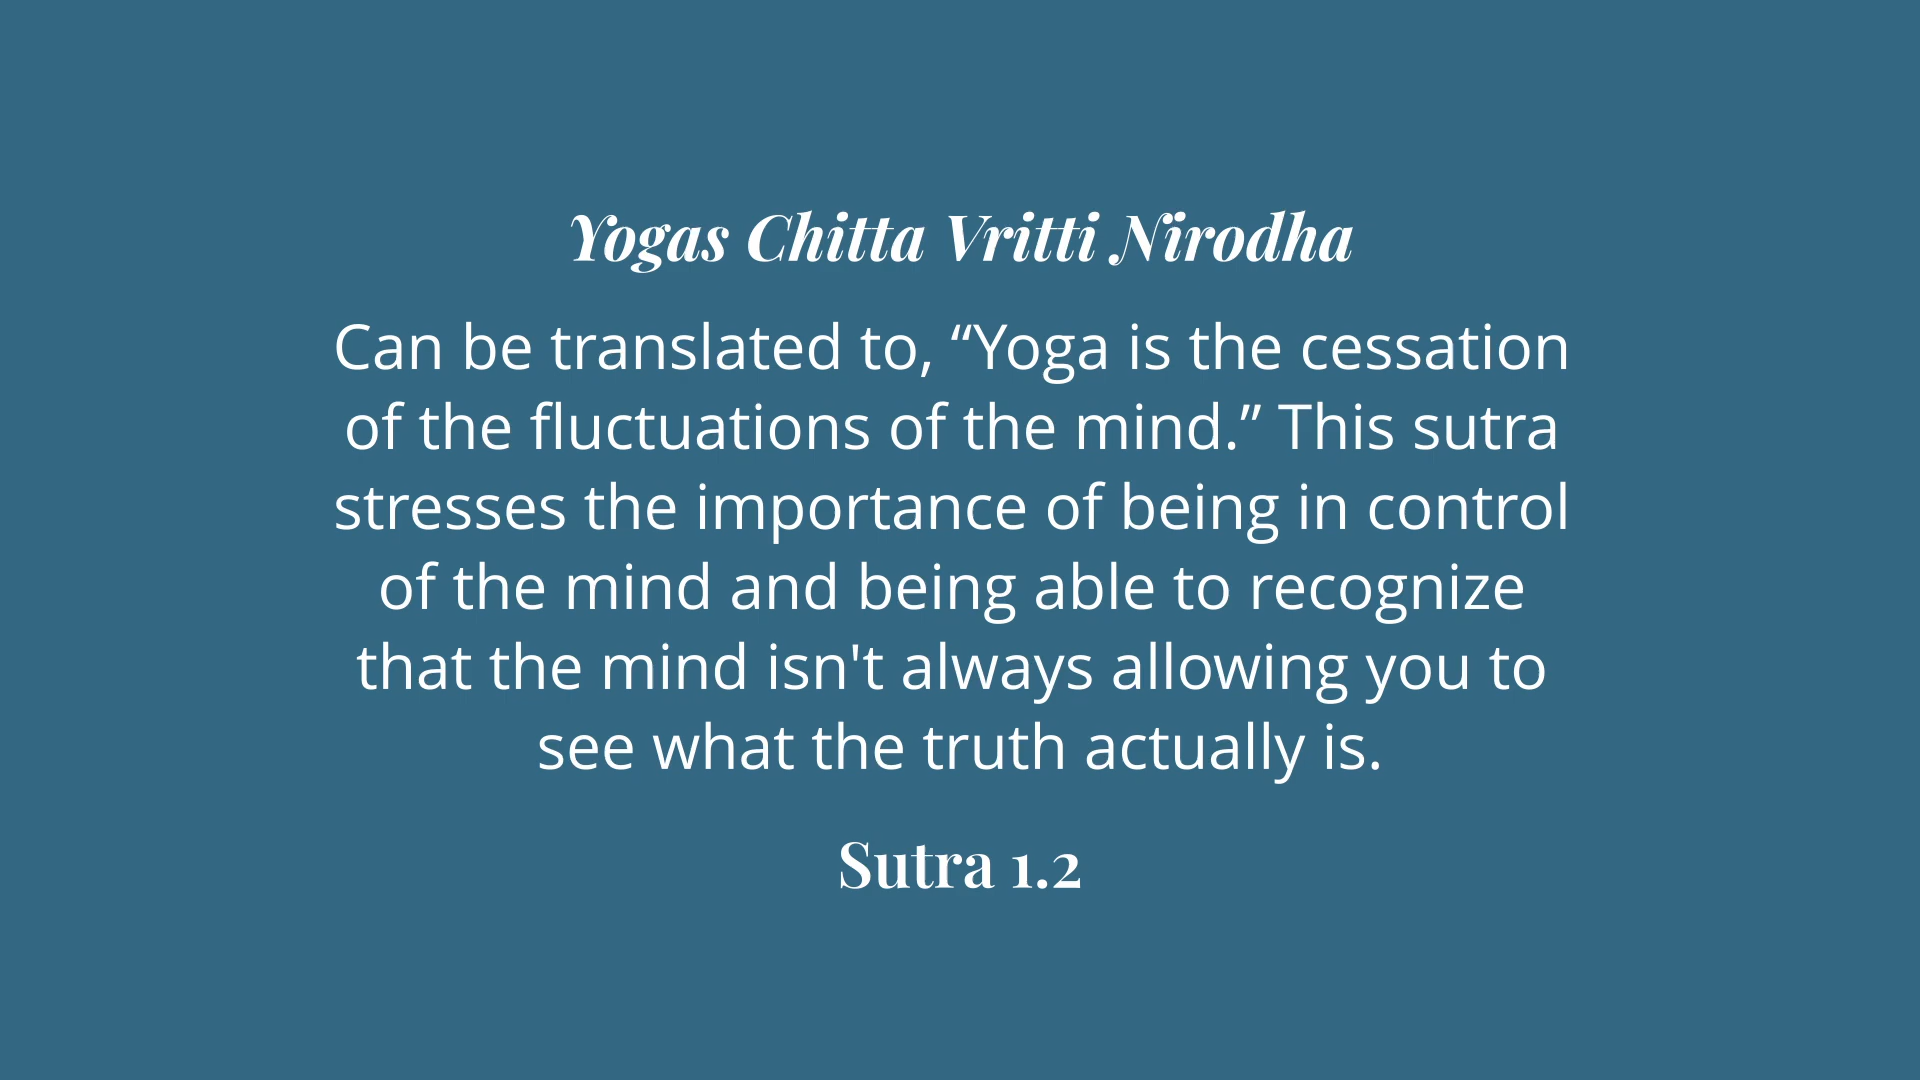 Yogas Chitta Vritti Nirodha
Can be translated to, “Yoga is the cessation
of the fluctuations of the mind.” This sutra
stresses the importance of being in control
of the mind and being able to recognize
that the mind isn't always allowing you to
see what the truth actually is.
Sutra 1.2